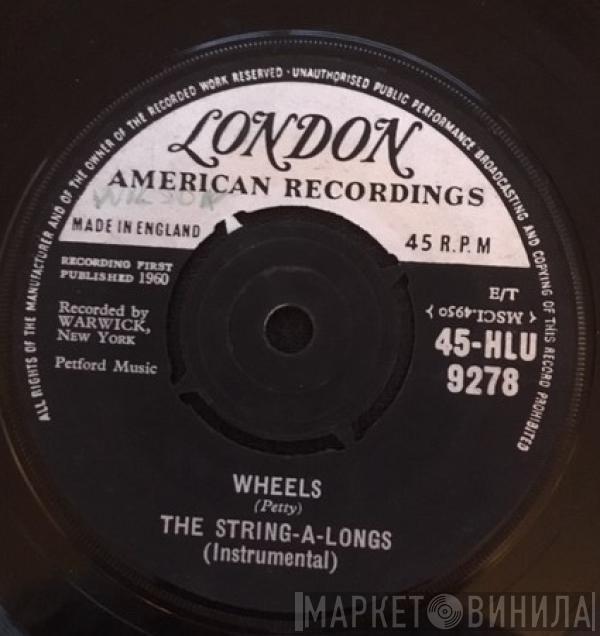 ALL RIGHTS OF THE MANUFACTURER AND OF THE OWNER OF THE RECORDED WORK RESERVED · UNAUTHORISED PUBLIC PERFORMANCE BROADCASTING AND COPYING OF THIS RECORD PROHIBITED
LONDON
AMERICAN RECORDINGS
WILSON
MADE IN ENGLAND
45 R.P.M
RECORDING FIRST
PUBLISHED 1960
E/T
Recorded by
WARWICK,
NEW YORK
MSCI.4950
45-HLU
9278
Petford Music
WHEELS
(Petty)
THE STRING-A-LONGS
(Instrumental)
МАРКЕТ ВИНИЛА